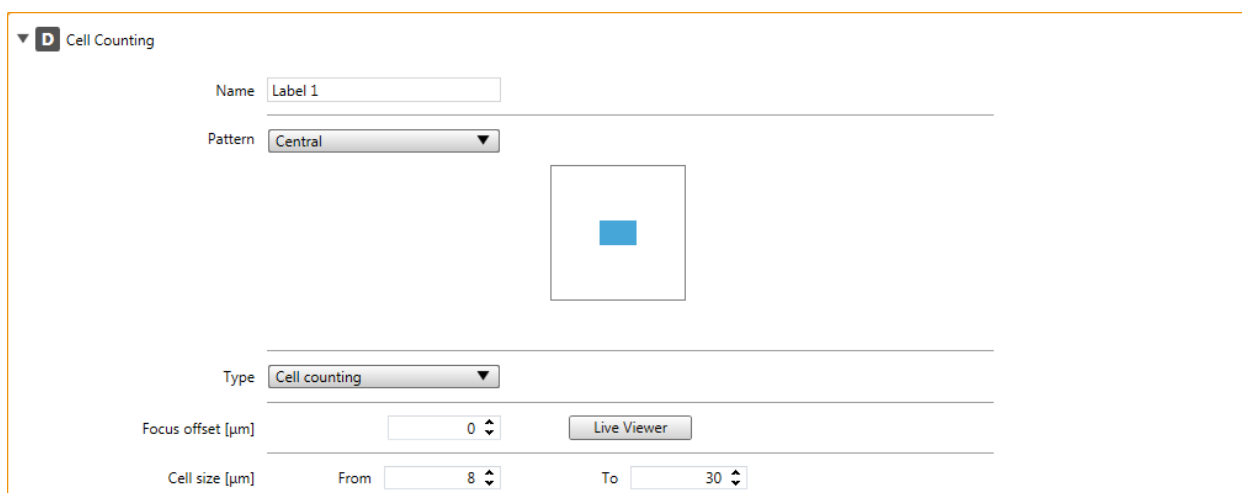 D Cell Counting
Name Label 1
Pattern Central
Type Cell counting
Focus offset [µm] 0 Live Viewer
Cell size [µm] From 8 To 30